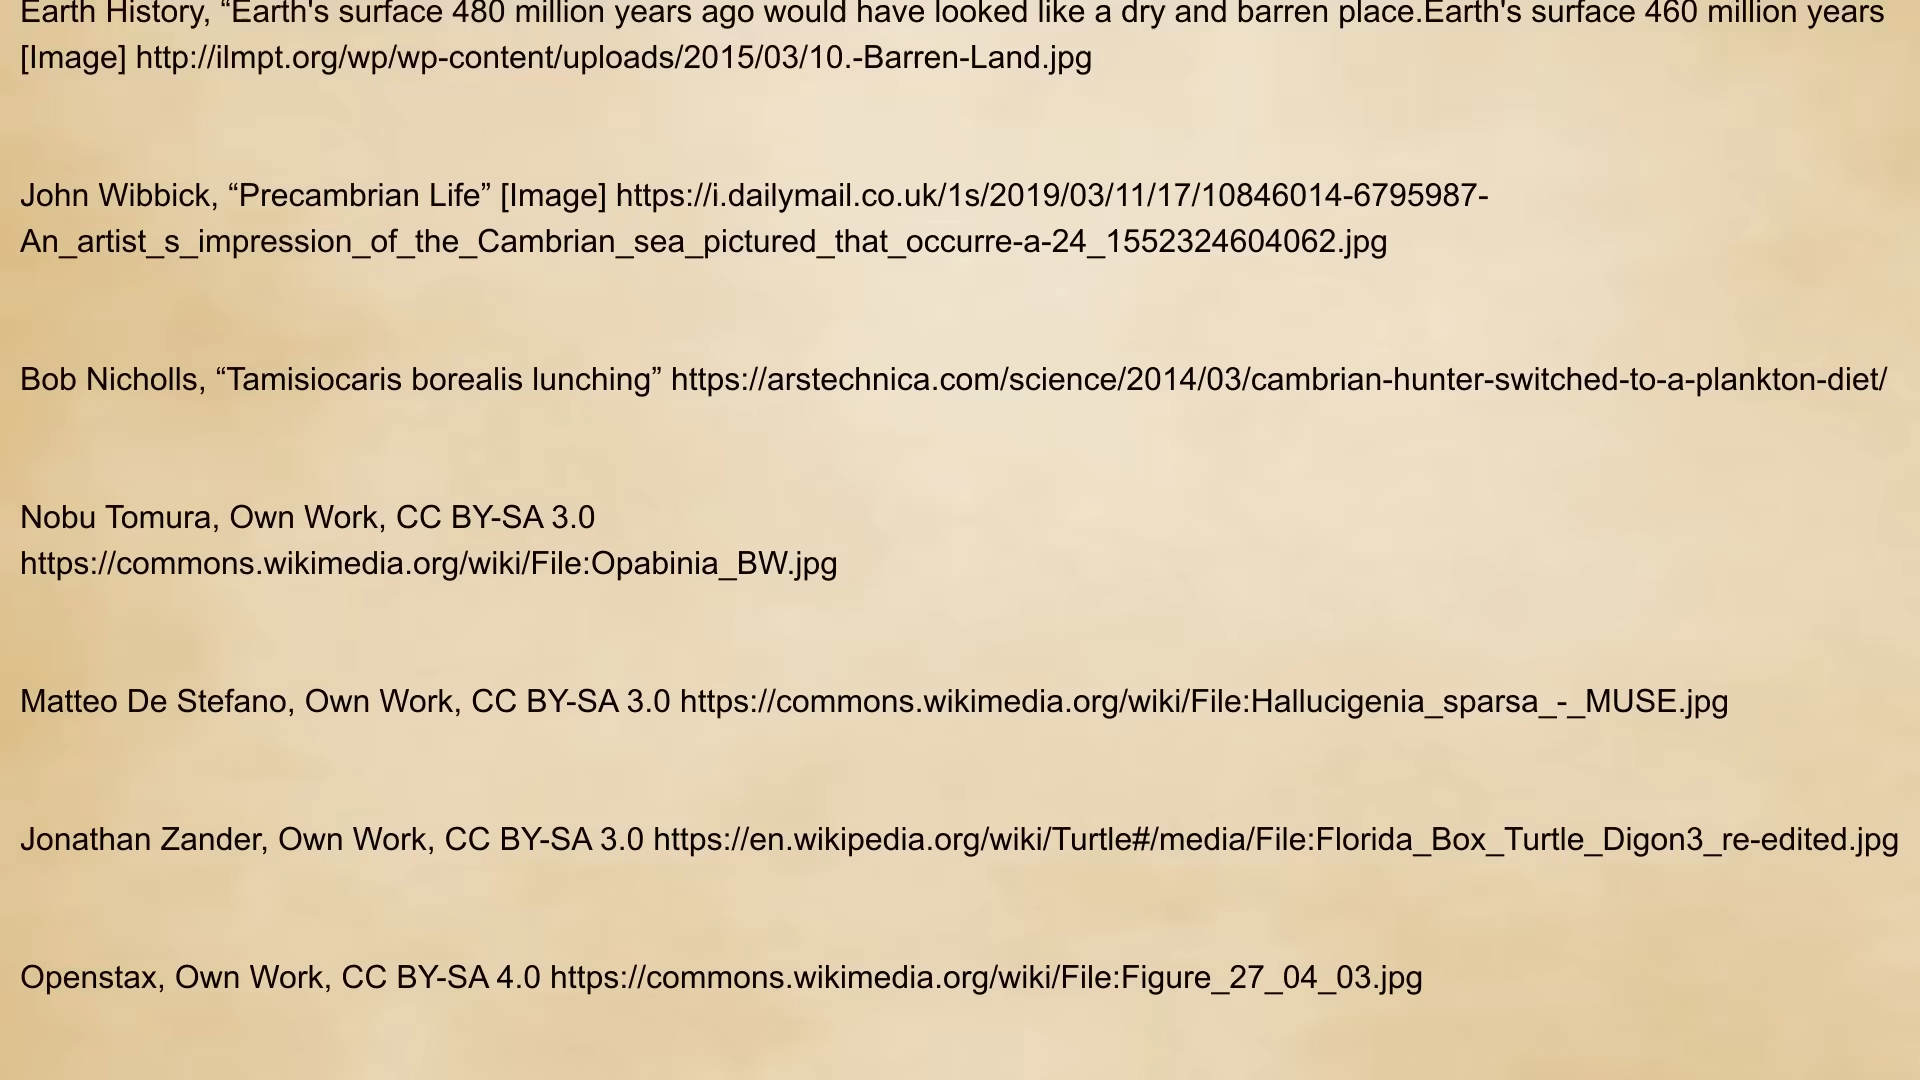 Earth History, “Earth's surface 480 million years ago would have looked like a dry and barren place.Earth's surface 460 million years
[Image] http://ilmpt.org/wp/wp-content/uploads/2015/03/10.-Barren-Land.jpg
John Wibbick, “Precambrian Life” [Image] https://i.dailymail.co.uk/1s/2019/03/11/17/10846014-6795987-
An_artist_s_impression_of_the_Cambrian_sea_pictured_that_occurre-a-24_1552324604062.jpg
Bob Nicholls, “Tamisiocaris borealis lunching” https://arstechnica.com/science/2014/03/cambrian-hunter-switched-to-a-plankton-diet/
Nobu Tomura, Own Work, CC BY-SA 3.0
https://commons.wikimedia.org/wiki/File:Opabinia_BW.jpg
Matteo De Stefano, Own Work, CC BY-SA 3.0 https://commons.wikimedia.org/wiki/File:Hallucigenia_sparsa_-_MUSE.jpg
Jonathan Zander, Own Work, CC BY-SA 3.0 https://en.wikipedia.org/wiki/Turtle#/media/File:Florida_Box_Turtle_Digon3_re-edited.jpg
Openstax, Own Work, CC BY-SA 4.0 https://commons.wikimedia.org/wiki/File:Figure_27_04_03.jpg